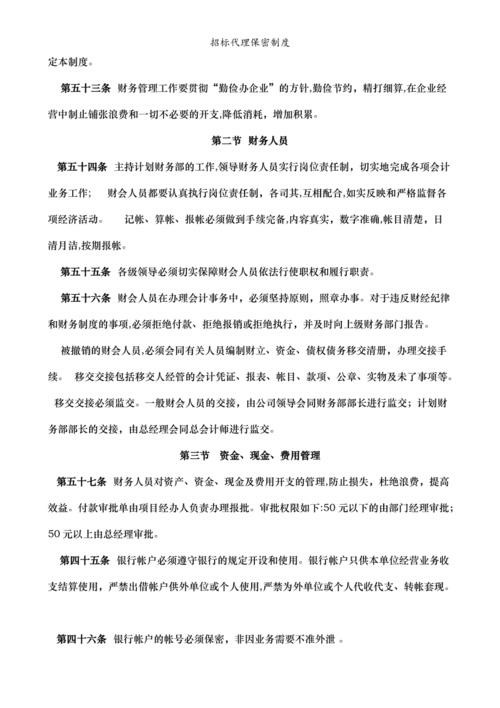 招标代理保密制度
定本制度。
第五十三条 财务管理工作要贯彻“勤俭办企业”的方针,勤俭节约，精打细算,在企业经
营中制止铺张浪费和一切不必要的开支,降低消耗，增加积累。
第二节 财务人员
第五十四条 主持计划财务部的工作,领导财务人员实行岗位责任制，切实地完成各项会计
业务工作; 财会人员都要认真执行岗位责任制，各司其,互相配合,如实反映和严格监督各
项经济活动。 记帐、算帐、报帐必须做到手续完备,内容真实，数字准确,帐目清楚，日
清月洁,按期报帐。
第五十五条 各级领导必须切实保障财会人员依法行使职权和履行职责。
第五十六条 财会人员在办理会计事务中，必须坚持原则，照章办事。对于违反财经纪律
和财务制度的事项,必须拒绝付款、拒绝报销或拒绝执行，并及时向上级财务部门报告。
被撤销的财会人员,必须会同有关人员编制财立、资金、债权债务移交清册，办理交接手
续。 移交交接包括移交人经管的会计凭证、报表、帐目、款项、公章、实物及未了事项等。
移交交接必须监交。一般财会人员的交接，由公司领导会同财务部部长进行监交；计划财
务部部长的交接，由总经理会同总会计师进行监交。
第三节 资金、现金、费用管理
第五十七条 财务人员对资产、资金、现金及费用开支的管理,防止损失，杜绝浪费，提高
效益。付款审批单由项目经办人负责办理报批。审批权限如下:50 元以下的由部门经理审批;
50 元以上由总经理审批。
第四十五条 银行帐户必须遵守银行的规定开设和使用。银行帐户只供本单位经营业务收
支结算使用，严禁出借帐户供外单位或个人使用,严禁为外单位或个人代收代支、转帐套现。
第四十六条 银行帐户的帐号必须保密，非因业务需要不准外泄 。